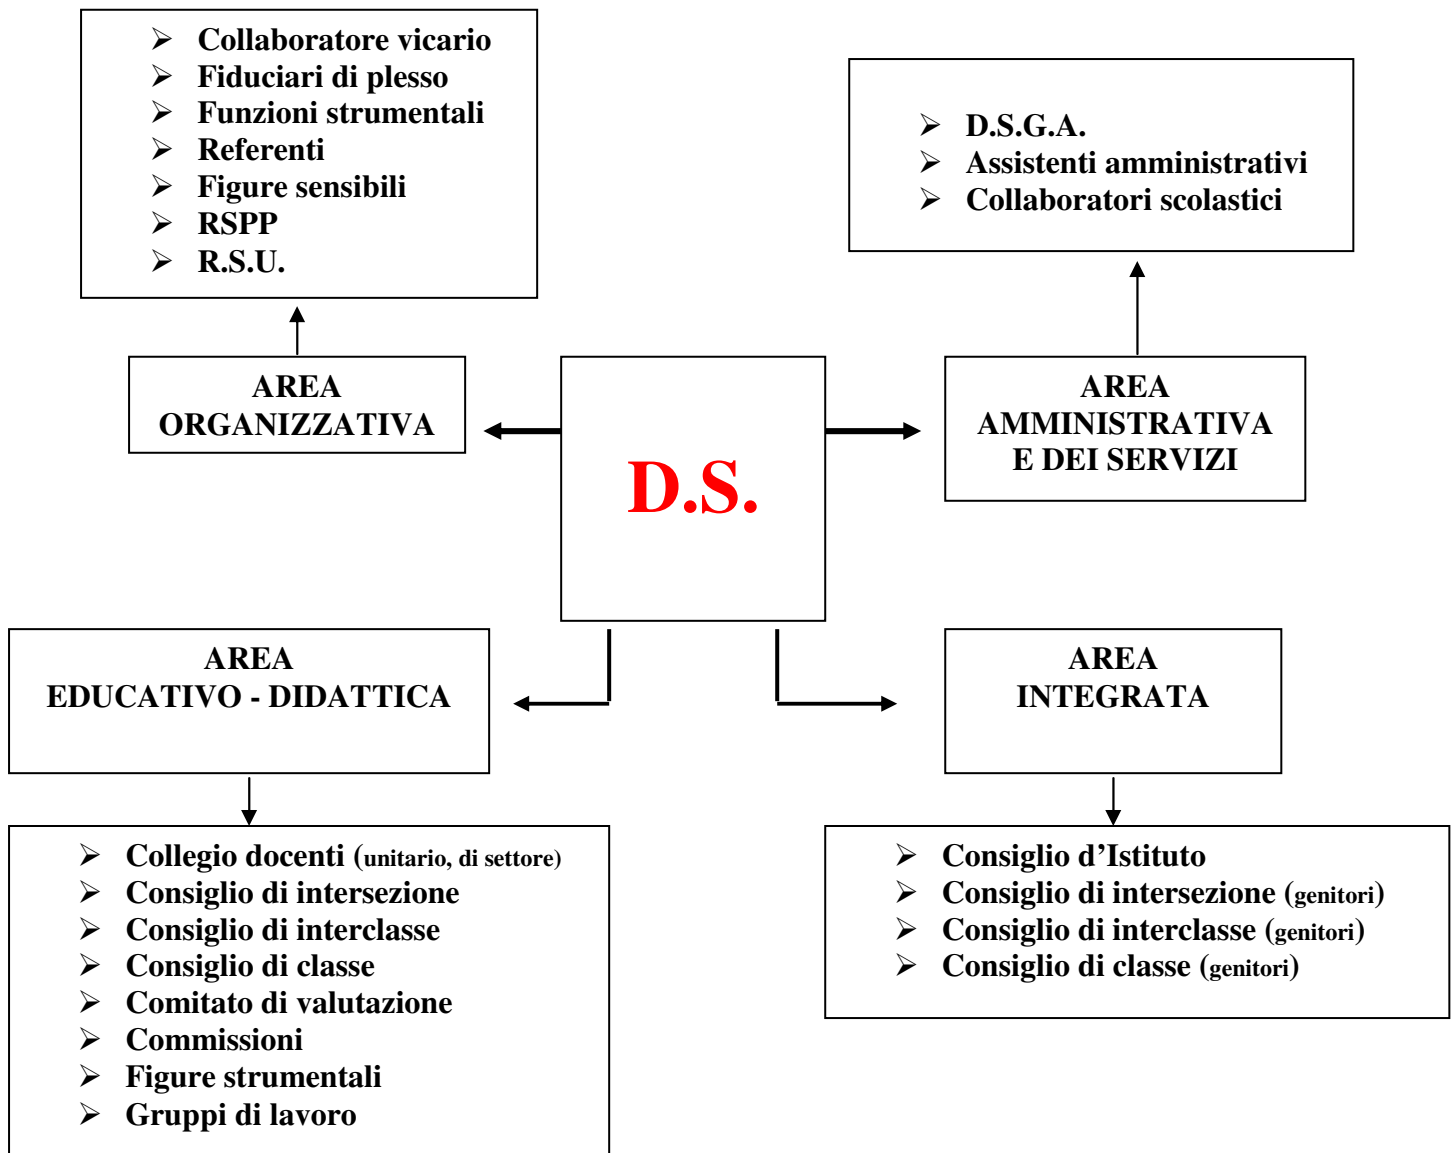 ➢ Collaboratore vicario
➢ Fiduciari di plesso
➢ Funzioni strumentali
➢ Referenti
➢ Figure sensibili
➢ RSPP
➢ R.S.U.
➢ D.S.G.A.
➢ Assistenti amministrativi
➢ Collaboratori scolastici
AREA
ORGANIZZATIVA
D.S.
AREA
AMMINISTRATIVA
E DEI SERVIZI
AREA
EDUCATIVO - DIDATTICA
AREA
INTEGRATA
➢ Collegio docenti (unitario, di settore)
➢ Consiglio di intersezione
➢ Consiglio di interclasse
➢ Consiglio di classe
➢ Comitato di valutazione
➢ Commissioni
➢ Figure strumentali
➢ Gruppi di lavoro
➢ Consiglio d’Istituto
➢ Consiglio di intersezione (genitori)
➢ Consiglio di interclasse (genitori)
➢ Consiglio di classe (genitori)